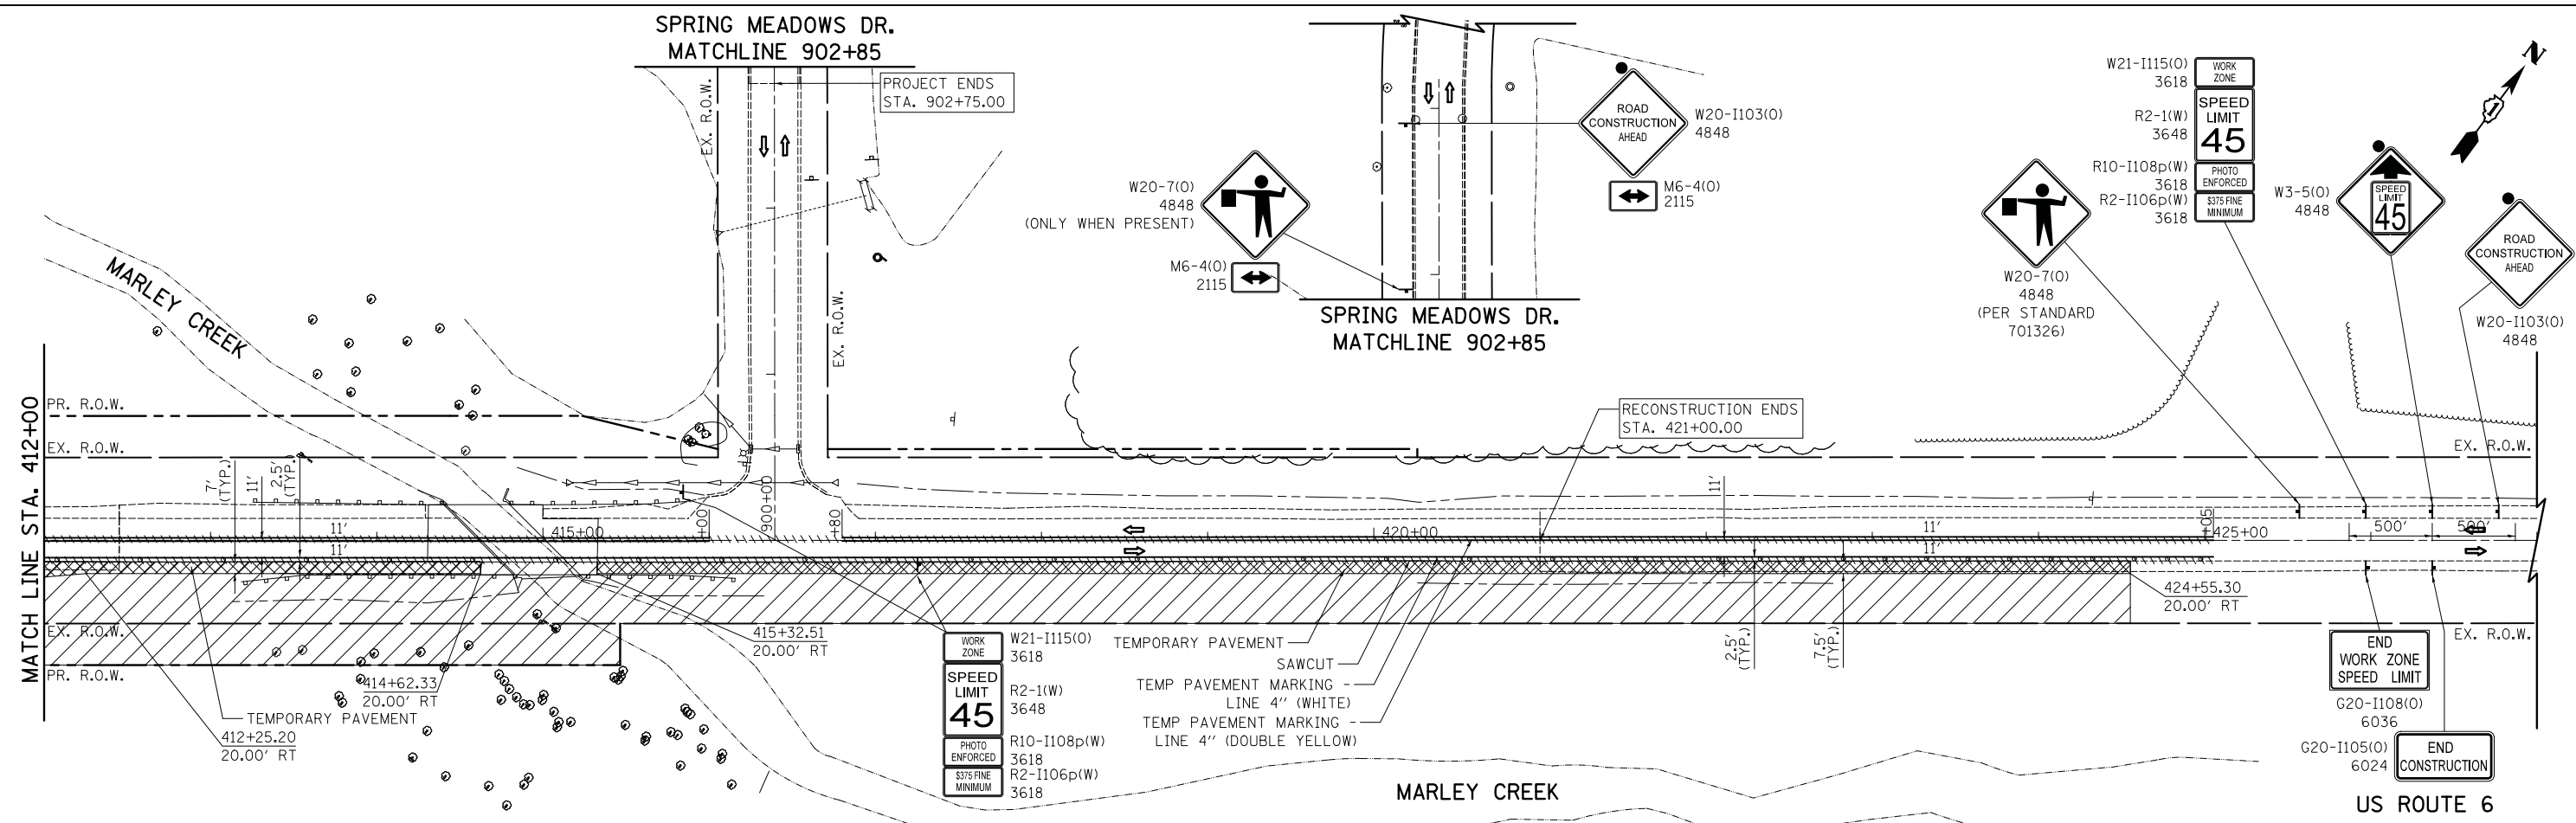 SPRING MEADOWS DR.
MATCHLINE 902+85
PROJECT ENDS
STA. 902+75.00
EX. R.O.W.
EX. R.O.W.
ROAD
CONSTRUCTION
AHEAD
W20-I103(O)
4848
M6-4(O)
2115
W20-7(O)
4848
(ONLY WHEN PRESENT)
M6-4(O)
2115
SPRING MEADOWS DR.
MATCHLINE 902+85
W21-I115(O)
3618
WORK
ZONE
R2-1(W)
3648
SPEED
LIMIT
45
R10-I108p(W)
3618
PHOTO
ENFORCED
R2-I106p(W)
3618
$375 FINE
MINIMUM
W20-7(O)
4848
(PER STANDARD
701326)
W3-5(O)
4848
SPEED
LIMIT
45
N
ROAD
CONSTRUCTION
AHEAD
W20-I103(O)
4848
MARLEY CREEK
MATCH LINE STA. 412+00
PR. R.O.W.
EX. R.O.W.
7'
(TYP.)
11'
2.5'
(TYP.)
11'
11'
415+00
+00
900+00
+80
RECONSTRUCTION ENDS
STA. 421+00.00
420+00
11'
11'
11'
+05
425+00
500'
500'
EX. R.O.W.
EX. R.O.W.
PR. R.O.W.
414+62.33
20.00' RT
TEMPORARY PAVEMENT
412+25.20
20.00' RT
415+32.51
20.00' RT
WORK
ZONE
W21-I115(O)
3618
SPEED
LIMIT
45
R2-1(W)
3648
PHOTO
ENFORCED
R10-I108p(W)
3618
$375 FINE
MINIMUM
R2-I106p(W)
3618
TEMPORARY PAVEMENT
SAWCUT
TEMP PAVEMENT MARKING -
LINE 4" (WHITE)
TEMP PAVEMENT MARKING -
LINE 4" (DOUBLE YELLOW)
2.5'
(TYP.)
7.5'
(TYP.)
424+55.30
20.00' RT
EX. R.O.W.
END
WORK ZONE
SPEED LIMIT
G20-I108(O)
6036
G20-I105(O)
6024
END
CONSTRUCTION
MARLEY CREEK
US ROUTE 6